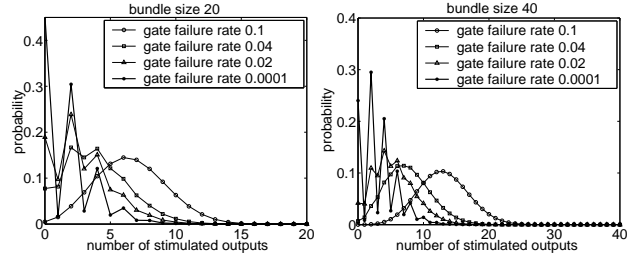 bundle size 20
gate failure rate 0.1
gate failure rate 0.04
gate failure rate 0.02
gate failure rate 0.0001
probability
0.4
0.3
0.2
0.1
0
0
5
10
15
20
number of stimulated outputs
bundle size 40
gate failure rate 0.1
gate failure rate 0.04
gate failure rate 0.02
gate failure rate 0.0001
probability
0.4
0.3
0.2
0.1
0
0
10
20
30
40
number of stimulated outputs